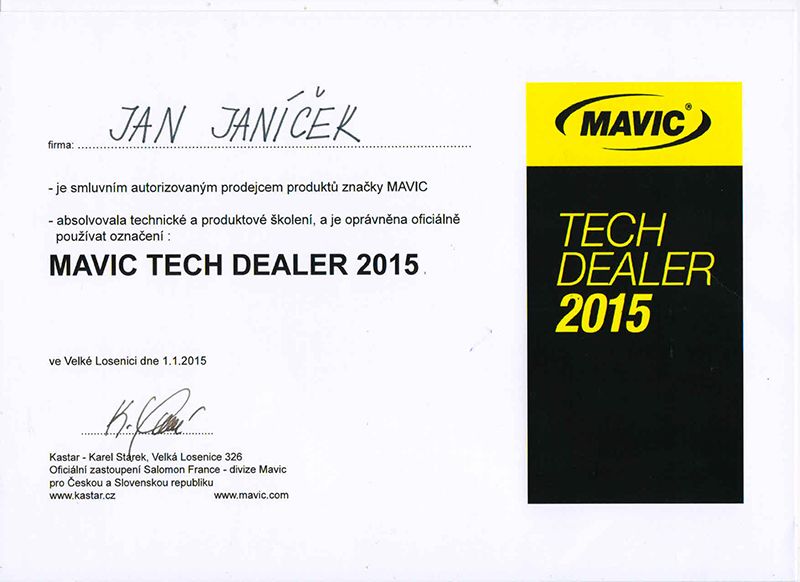 firma: JAN JANÍČEK
- je smluvním autorizovaným prodejcem produktů značky MAVIC
- absolvovala technické a produktové školení, a je oprávněna oficiálně
používat označení :
MAVIC TECH DEALER 2015.
ve Velké Losenici dne 1.1.2015
Kastar - Karel Stárek, Velká Losenice 326
Oficiální zastoupení Salomon France - divize Mavic
pro Českou a Slovenskou republiku
www.kastar.cz www.mavic.com
MAVIC®
TECH
DEALER
2015